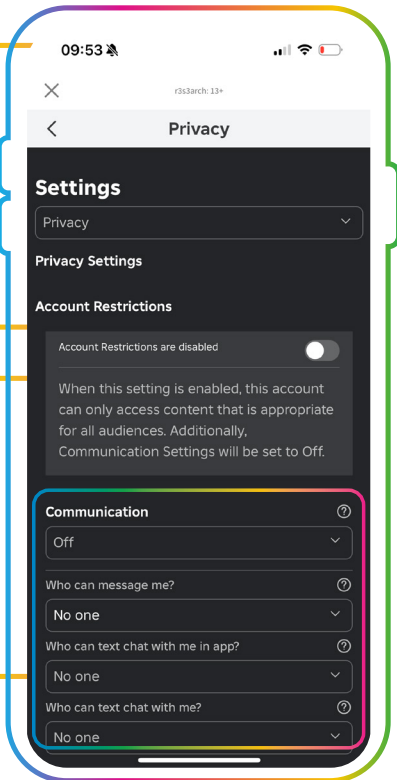 09:53
r3s3arch: 13+
Privacy
Settings
Privacy
Privacy Settings
Account Restrictions
Account Restrictions are disabled
When this setting is enabled, this account
can only access content that is appropriate
for all audiences. Additionally,
Communication Settings will be set to Off.
Communication
Off
Who can message me?
No one
Who can text chat with me in app?
No one
Who can text chat with me?
No one